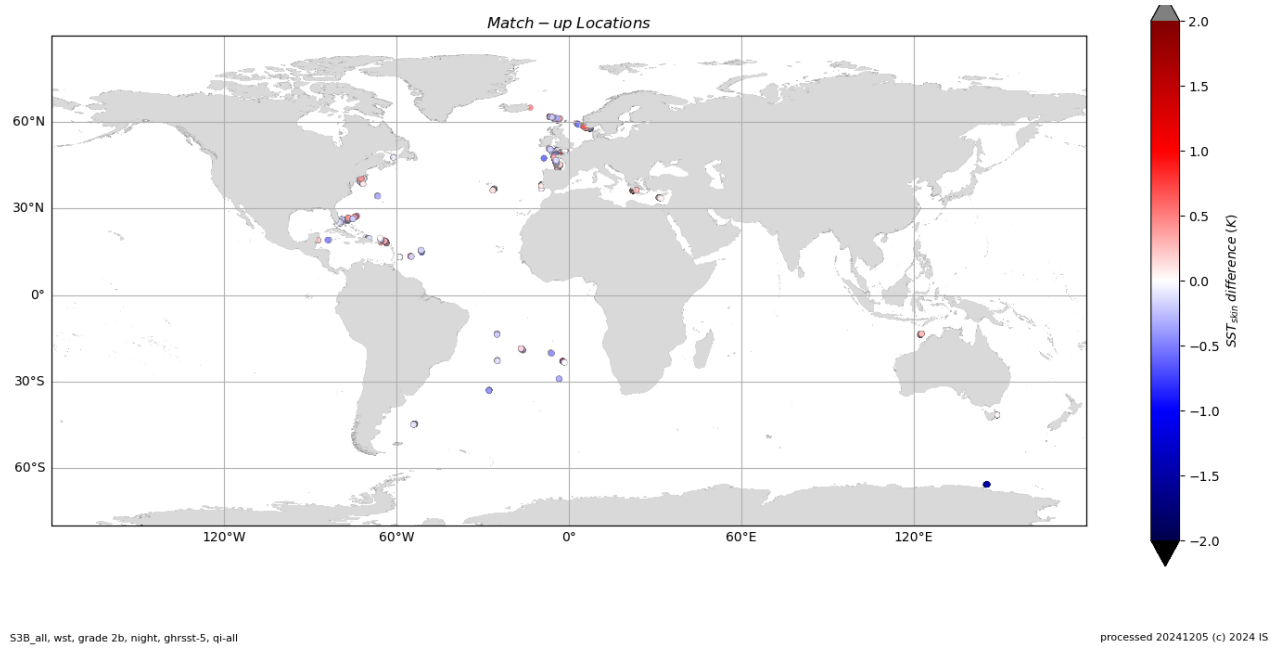 Match − up Locations
60°N
30°N
0°
30°S
60°S
120°W
60°W
0°
60°E
120°E
2.0
1.5
1.0
0.5
0.0
−0.5
−1.0
−1.5
−2.0
SSTskin difference (K)
S3B_all, wst, grade 2b, night, ghrsst-5, qi-all
processed 20241205 (c) 2024 IS